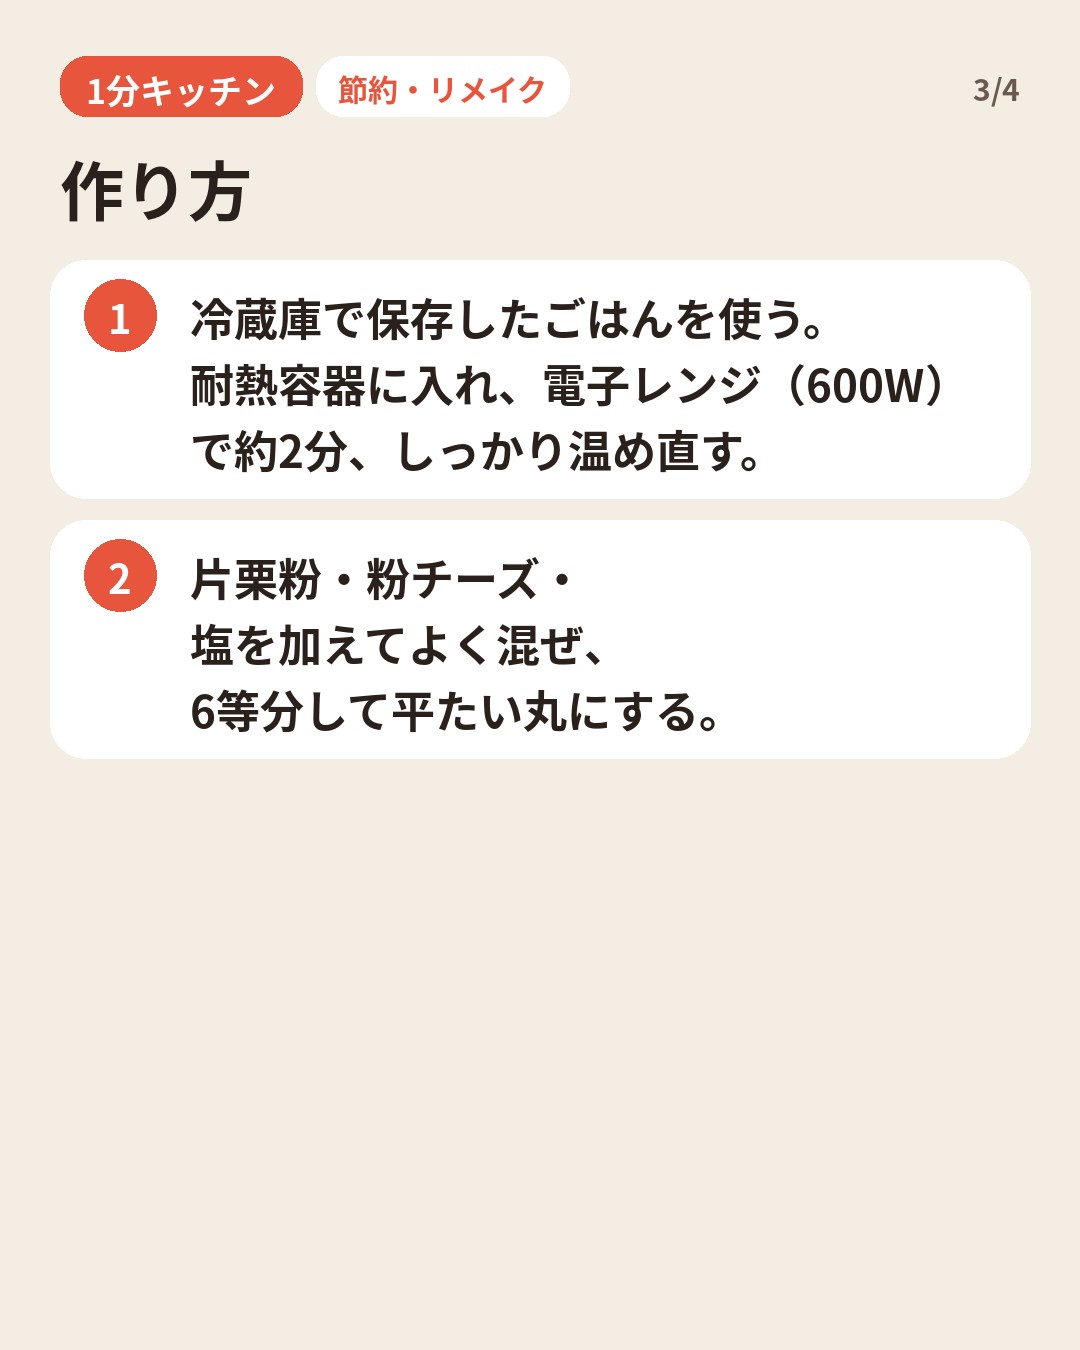 1分キッチン
節約・リメイク
3/4
作り方
1
冷蔵庫で保存したごはんを使う。
耐熱容器に入れ、電子レンジ（600W）
で約2分、しっかり温め直す。
2
片栗粉・粉チーズ・
塩を加えてよく混ぜ、
6等分して平たい丸にする。